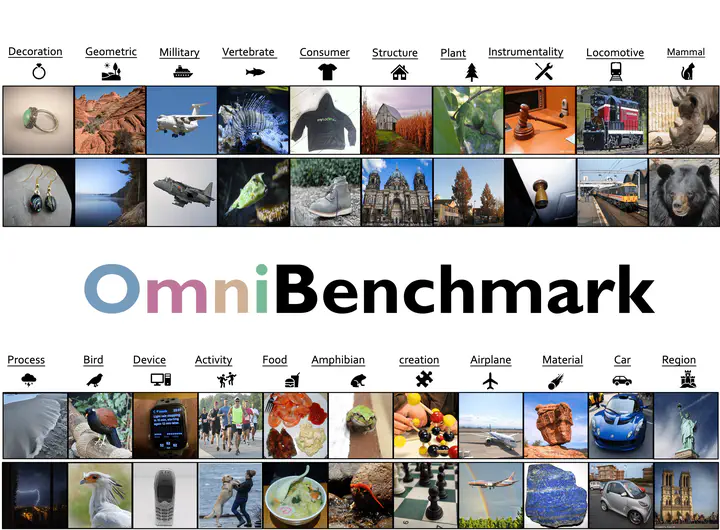 Decoration Geometric Millitary Vertebrate Consumer Structure Plant Instrumentality Locomotive Mammal
OmniBenchmark
Process Bird Device Activity Food Amphibian creation Airplane Material Car Region